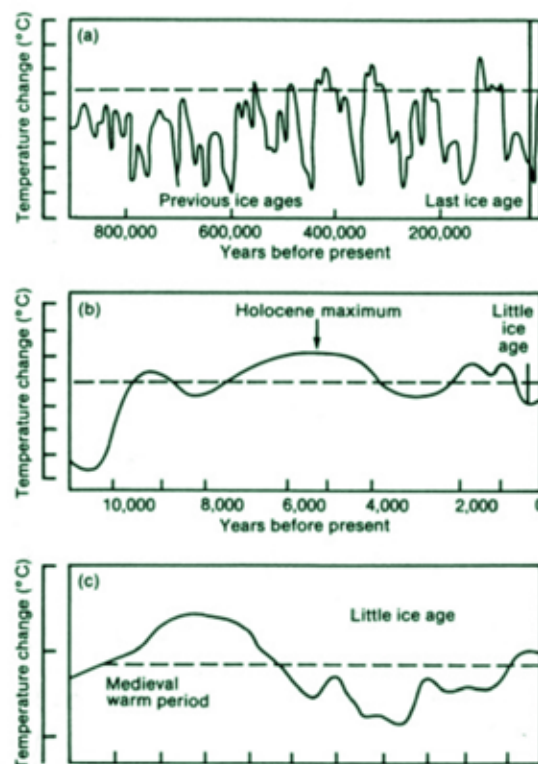 Temperature change (°C)
(a)
Previous ice ages
Last ice age
800,000
600,000
400,000
200,000
Years before present
Temperature change (°C)
(b)
Holocene maximum
Little
ice
age
10,000
8,000
6,000
4,000
2,000
0
Years before present
Temperature change (°C)
(c)
Little ice age
Medieval
warm period